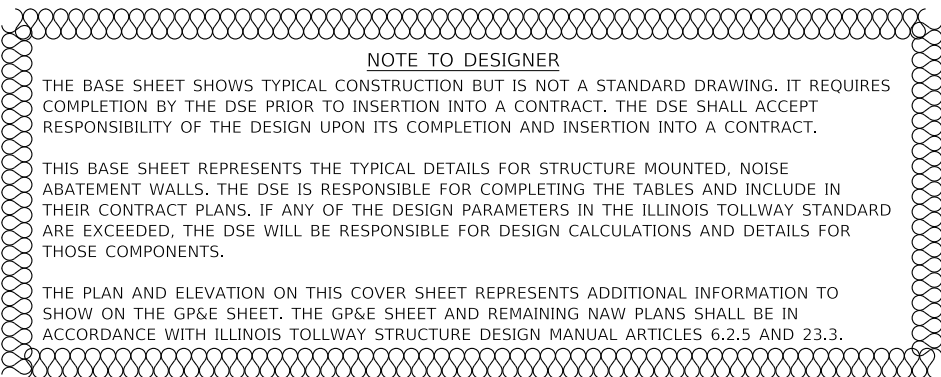 NOTE TO DESIGNER
THE BASE SHEET SHOWS TYPICAL CONSTRUCTION BUT IS NOT A STANDARD DRAWING. IT REQUIRES
COMPLETION BY THE DSE PRIOR TO INSERTION INTO A CONTRACT. THE DSE SHALL ACCEPT
RESPONSIBILITY OF THE DESIGN UPON ITS COMPLETION AND INSERTION INTO A CONTRACT.
THIS BASE SHEET REPRESENTS THE TYPICAL DETAILS FOR STRUCTURE MOUNTED, NOISE
ABATEMENT WALLS. THE DSE IS RESPONSIBLE FOR COMPLETING THE TABLES AND INCLUDE IN
THEIR CONTRACT PLANS. IF ANY OF THE DESIGN PARAMETERS IN THE ILLINOIS TOLLWAY STANDARD
ARE EXCEEDED, THE DSE WILL BE RESPONSIBLE FOR DESIGN CALCULATIONS AND DETAILS FOR
THOSE COMPONENTS.
THE PLAN AND ELEVATION ON THIS COVER SHEET REPRESENTS ADDITIONAL INFORMATION TO
SHOW ON THE GP&E SHEET. THE GP&E SHEET AND REMAINING NAW PLANS SHALL BE IN
ACCORDANCE WITH ILLINOIS TOLLWAY STRUCTURE DESIGN MANUAL ARTICLES 6.2.5 AND 23.3.